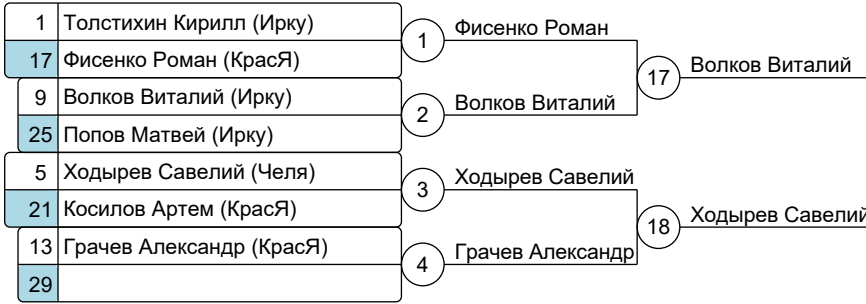 1 Толстихин Кирилл (Ирку)
17 Фисенко Роман (КрасЯ)
1
Фисенко Роман
9 Волков Виталий (Ирку)
25 Попов Матвей (Ирку)
2
Волков Виталий
17
Волков Виталий
5 Ходырев Савелий (Челя)
21 Косилов Артем (КрасЯ)
3
Ходырев Савелий
13 Грачев Александр (КрасЯ)
29
4
Грачев Александр
18
Ходырев Савелий